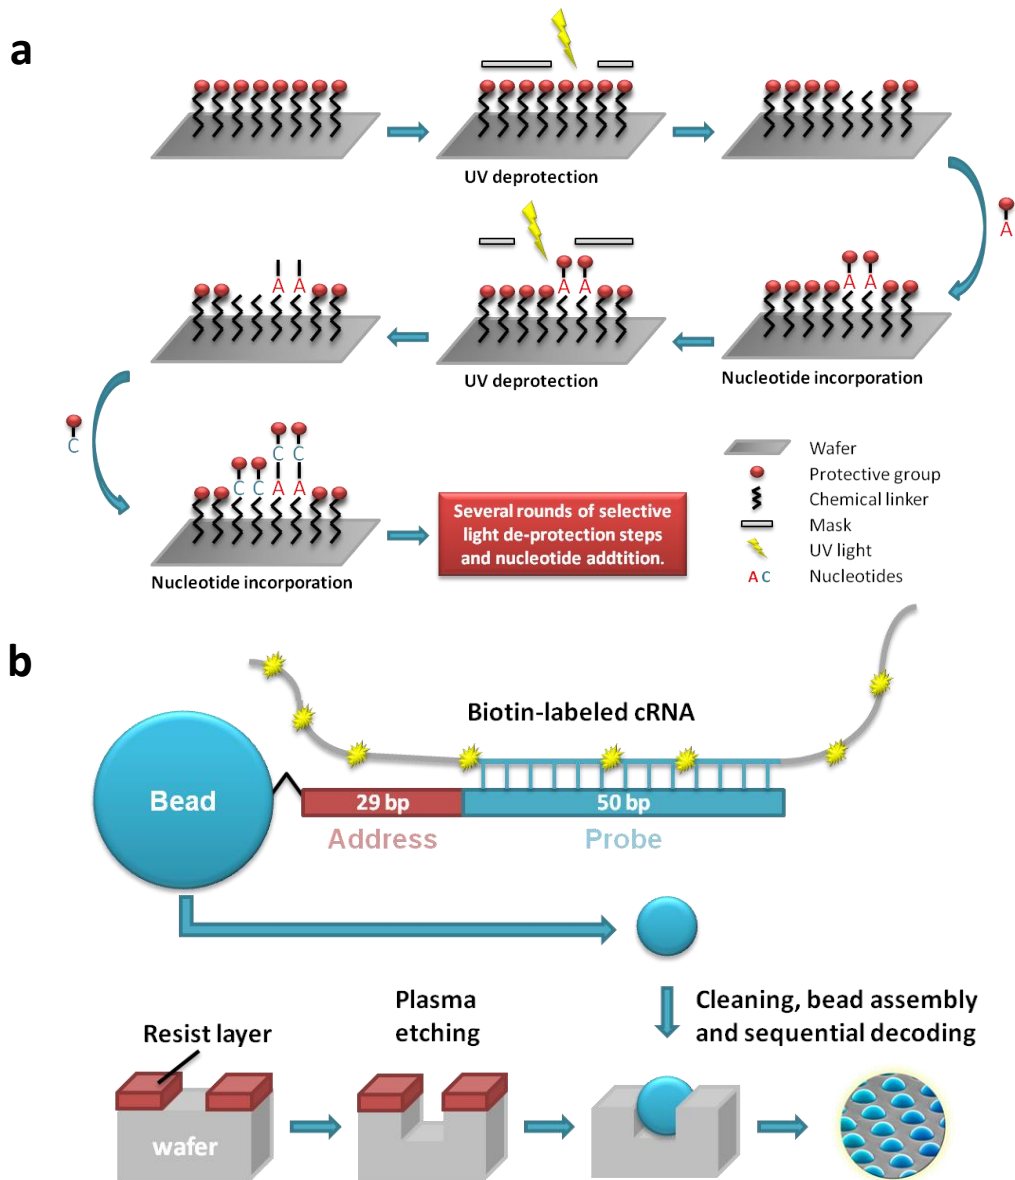 a
UV deprotection
A
A A
A A
A A
UV deprotection
Nucleotide incorporation
C
C C
C C A A
Nucleotide incorporation
Several rounds of selective
light de-protection steps
and nucleotide addtition.
Wafer
Protective group
Chemical linker
Mask
UV light
A C Nucleotides
b
Biotin-labeled cRNA
Bead
29 bp
50 bp
Address
Probe
Plasma
etching
Cleaning, bead assembly
and sequential decoding
Resist layer
wafer